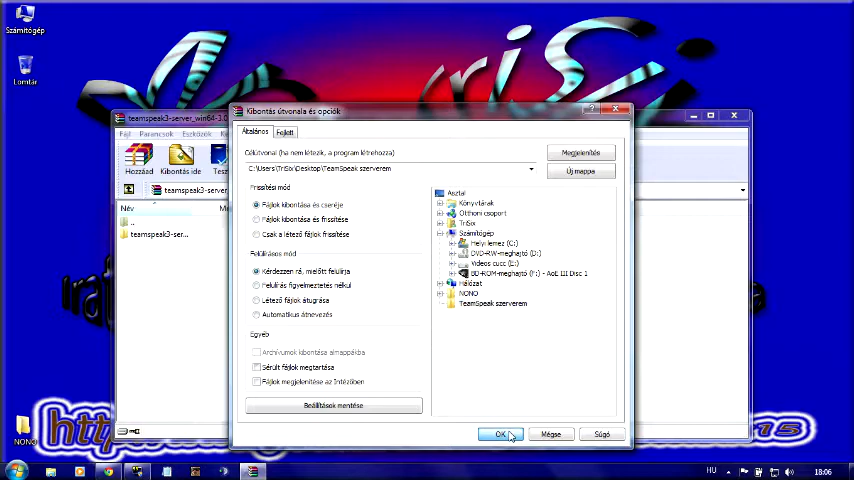 Számítógép
Lomtár
teamspeak3-server_win64-3.0
Fájl Parancsok Eszközök
Hozzáad Kibontás ide
teamspeak3-server
Név
..
teamspeak3-ser...
Kibontás útvonala és opciók
Általános Fejlett
Célútvonal (ha nem létezik, a program létrehozza)
C:\Users\TriSix\Desktop\TeamSpeak szerverem
Megjelenítés
Új mappa
Frissítési mód
Fájlok kibontása és cseréje
Fájlok kibontása és frissítése
Csak a létező fájlok frissítése
Felülírásos mód
Kérdezzen rá, mielőtt felülírja
Felülírás figyelmeztetés nélkül
Létező fájlok átugrása
Automatikus átnevezés
Egyéb
Archívumok kibontása almappákba
Sérült fájlok megtartása
Fájlok megjelenítése az Intézőben
Beállítások mentése
Asztal
Könyvtárak
Otthoni csoport
TriSix
Számítógép
Helyi lemez (C:)
DVD-RW-meghajtó (D:)
Videos cucc (E:)
BD-ROM-meghajtó (F:) - AoE III Disc 1
Hálózat
NONO
TeamSpeak szerverem
OK Mégse Súgó
NONO
HU
18:06